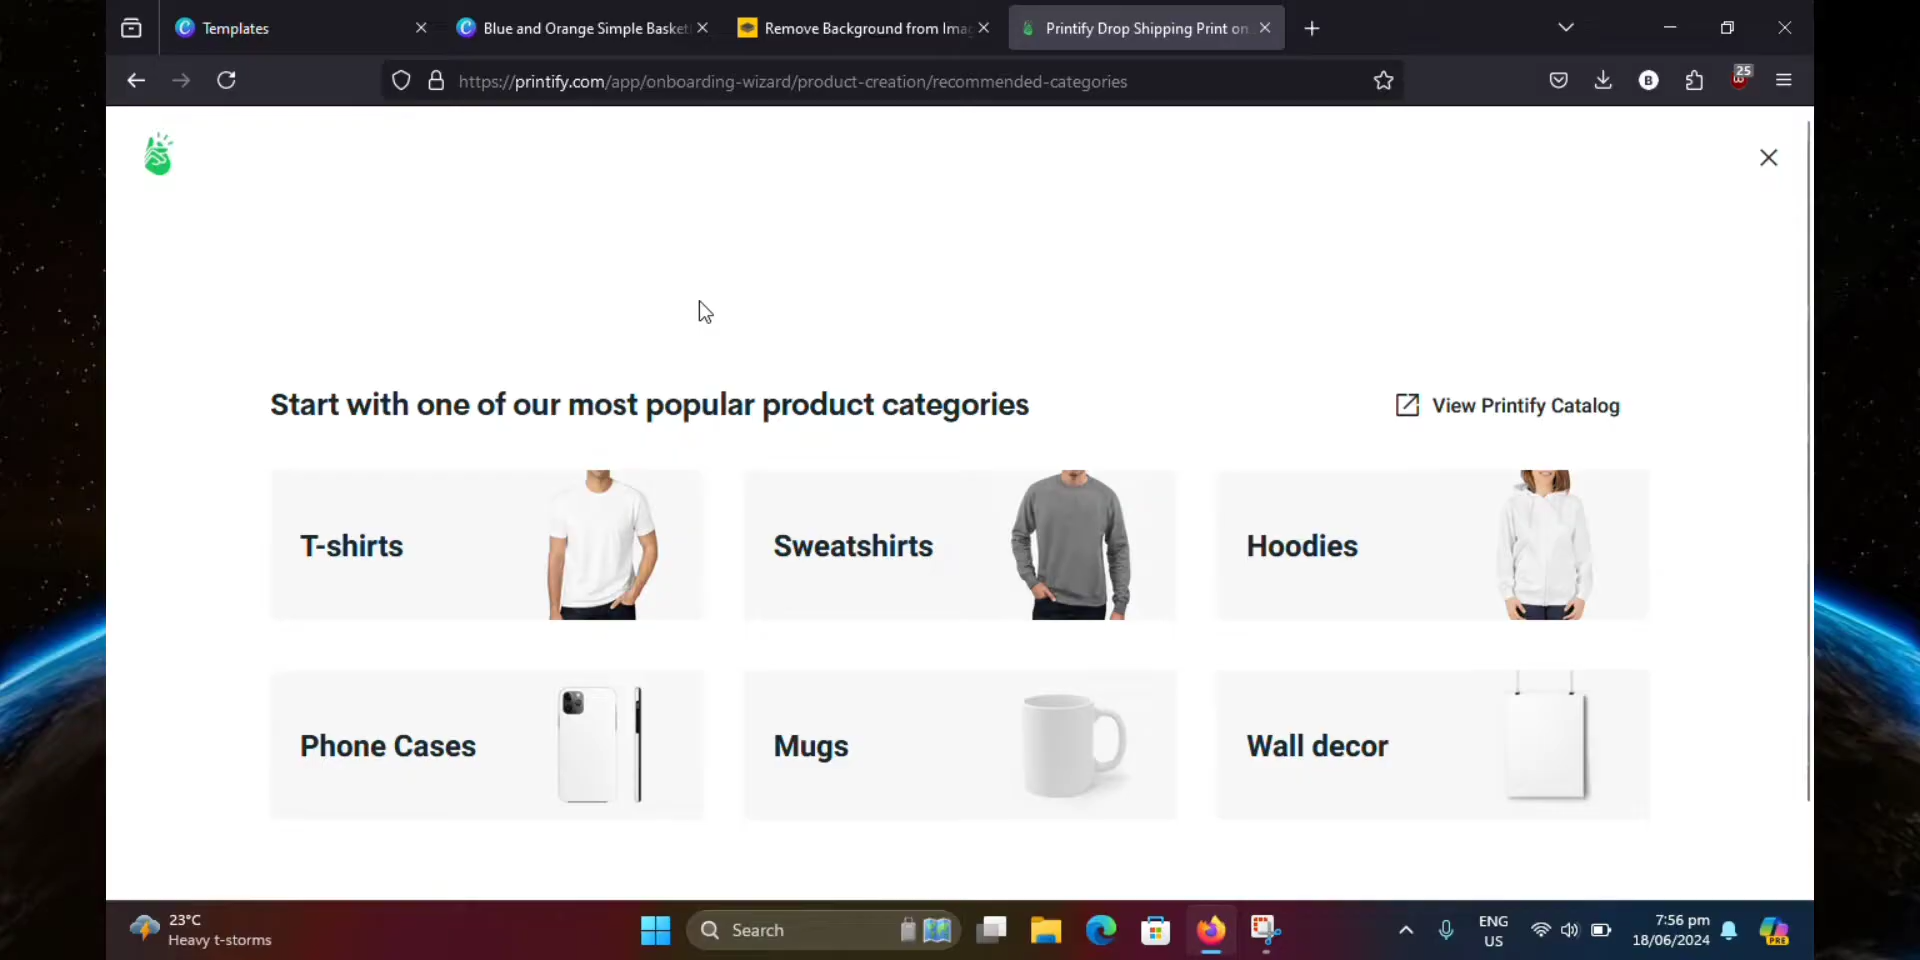 Templates
Blue and Orange Simple Basket
Remove Background from Imag
Printify Drop Shipping Print on
https://printify.com/app/onboarding-wizard/product-creation/recommended-categories
B
25
Start with one of our most popular product categories
View Printify Catalog
T-shirts
Sweatshirts
Hoodies
Phone Cases
Mugs
Wall decor
23°C
Heavy t-storms
Search
ENG
US
7:56 pm
18/06/2024
PRE